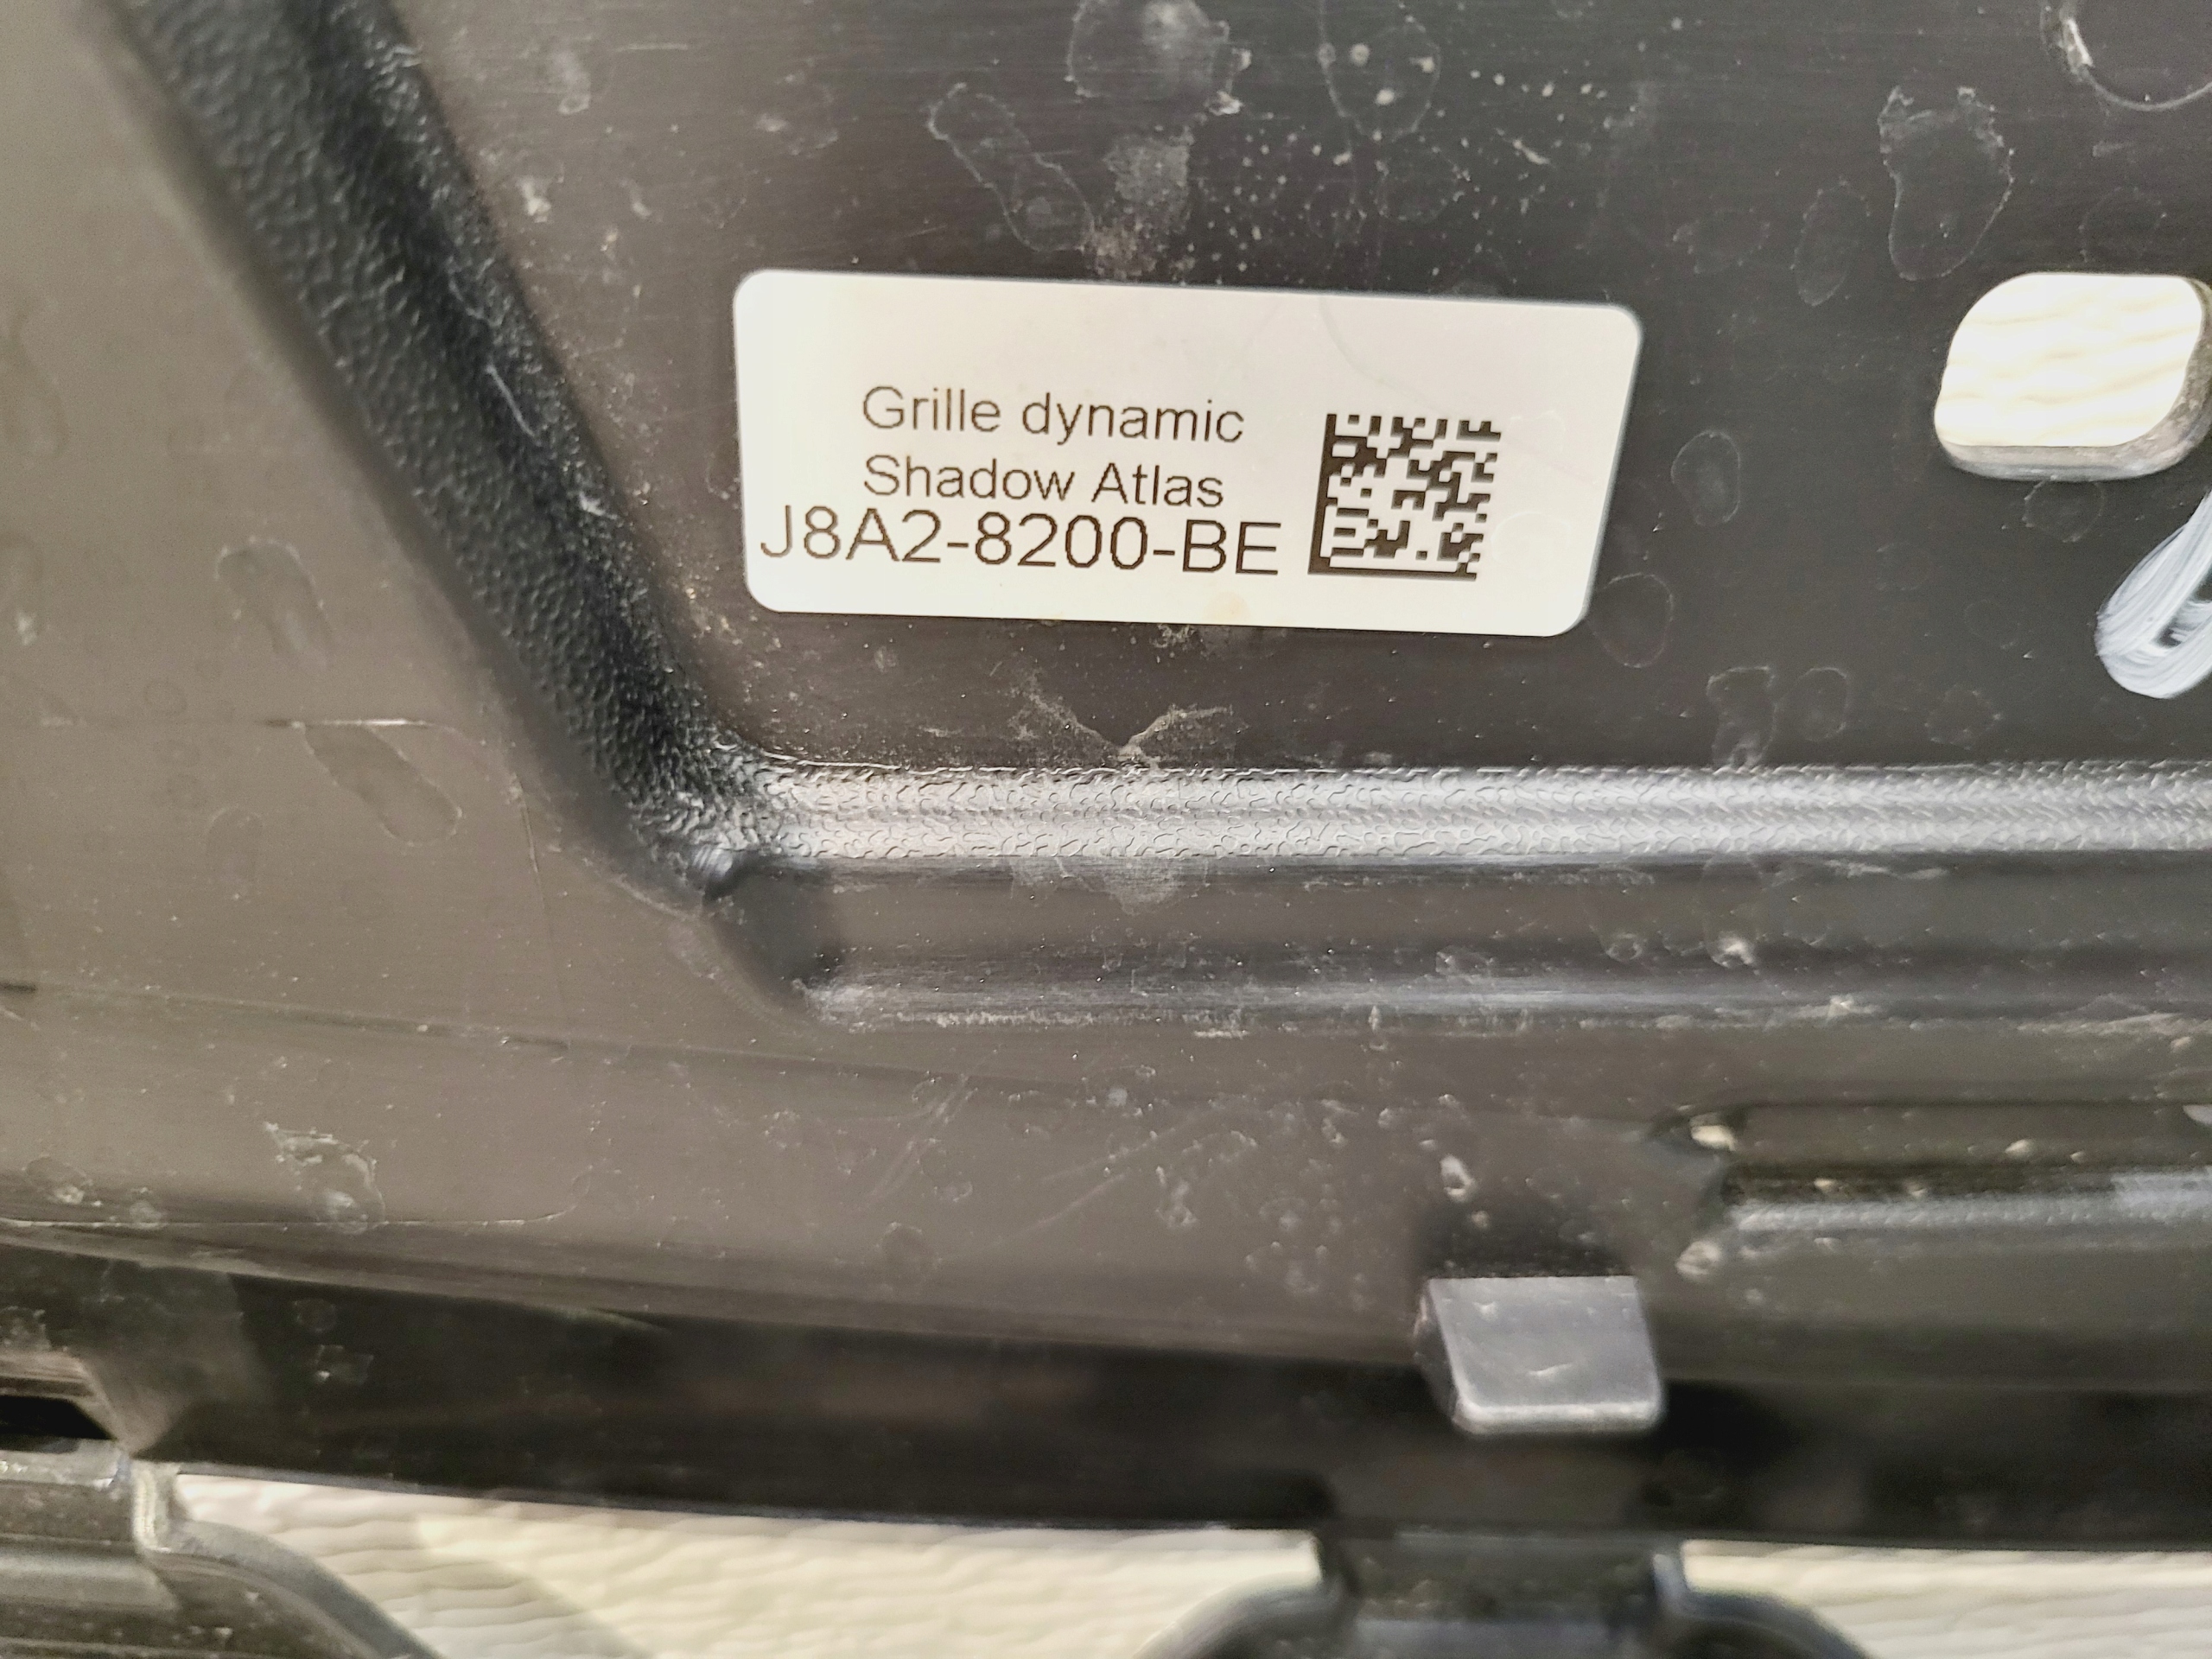 Grille dynamic
Shadow Atlas
J8A2-8200-BE